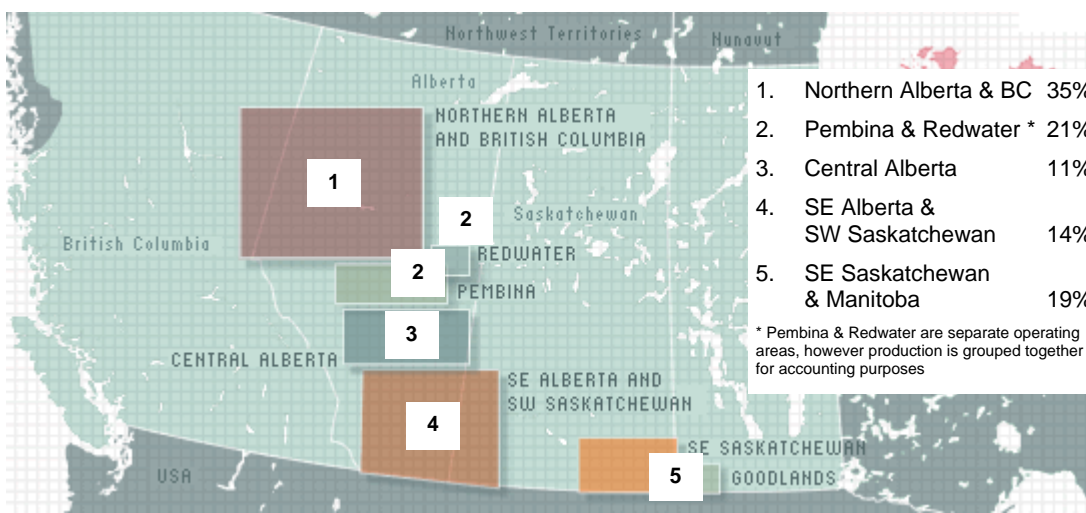 Northwest Territories
Nunavut
Alberta
NORTHERN ALBERTA
AND BRITISH COLUMBIA
1
2
Saskatchewan
British Columbia
REDWATER
2
PEMBINA
3
CENTRAL ALBERTA
SE ALBERTA AND
SW SASKATCHEWAN
4
SE SASKATCHEWAN
5
GOODLANDS
USA
1. Northern Alberta & BC 35%
2. Pembina & Redwater * 21%
3. Central Alberta 11%
4. SE Alberta &
SW Saskatchewan 14%
5. SE Saskatchewan
& Manitoba 19%
* Pembina & Redwater are separate operating
areas, however production is grouped together
for accounting purposes